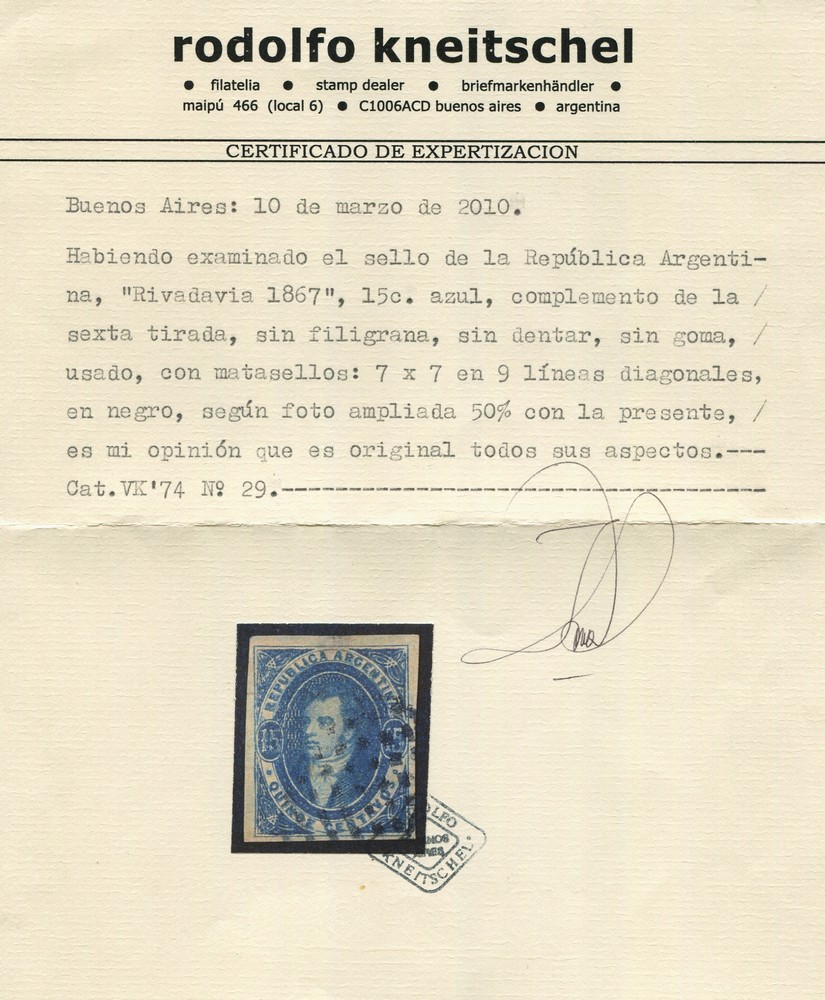 rodolfo kneitschel
● filatelia ● stamp dealer ● briefmarkenhändler ●
maipú 466 (local 6) ● C1006ACD buenos aires ● argentina
CERTIFICADO DE EXPERTIZACION
Buenos Aires: 10 de marzo de 2010.
Habiendo examinado el sello de la República Argenti-
na, "Rivadavia 1867", 15c. azul, complemento de la /
sexta tirada, sin filigrana, sin dentar, sin goma, /
usado, con matasellos: 7 x 7 en 9 líneas diagonales,
en negro, según foto ampliada 50% con la presente, /
es mi opinión que es original todos sus aspectos.---
Cat.VK'74 Nº 29.------------------------------------
REPUBLICA ARGENTINA
15 15
QUINCE CENTAVOS
KNEITSCHEL